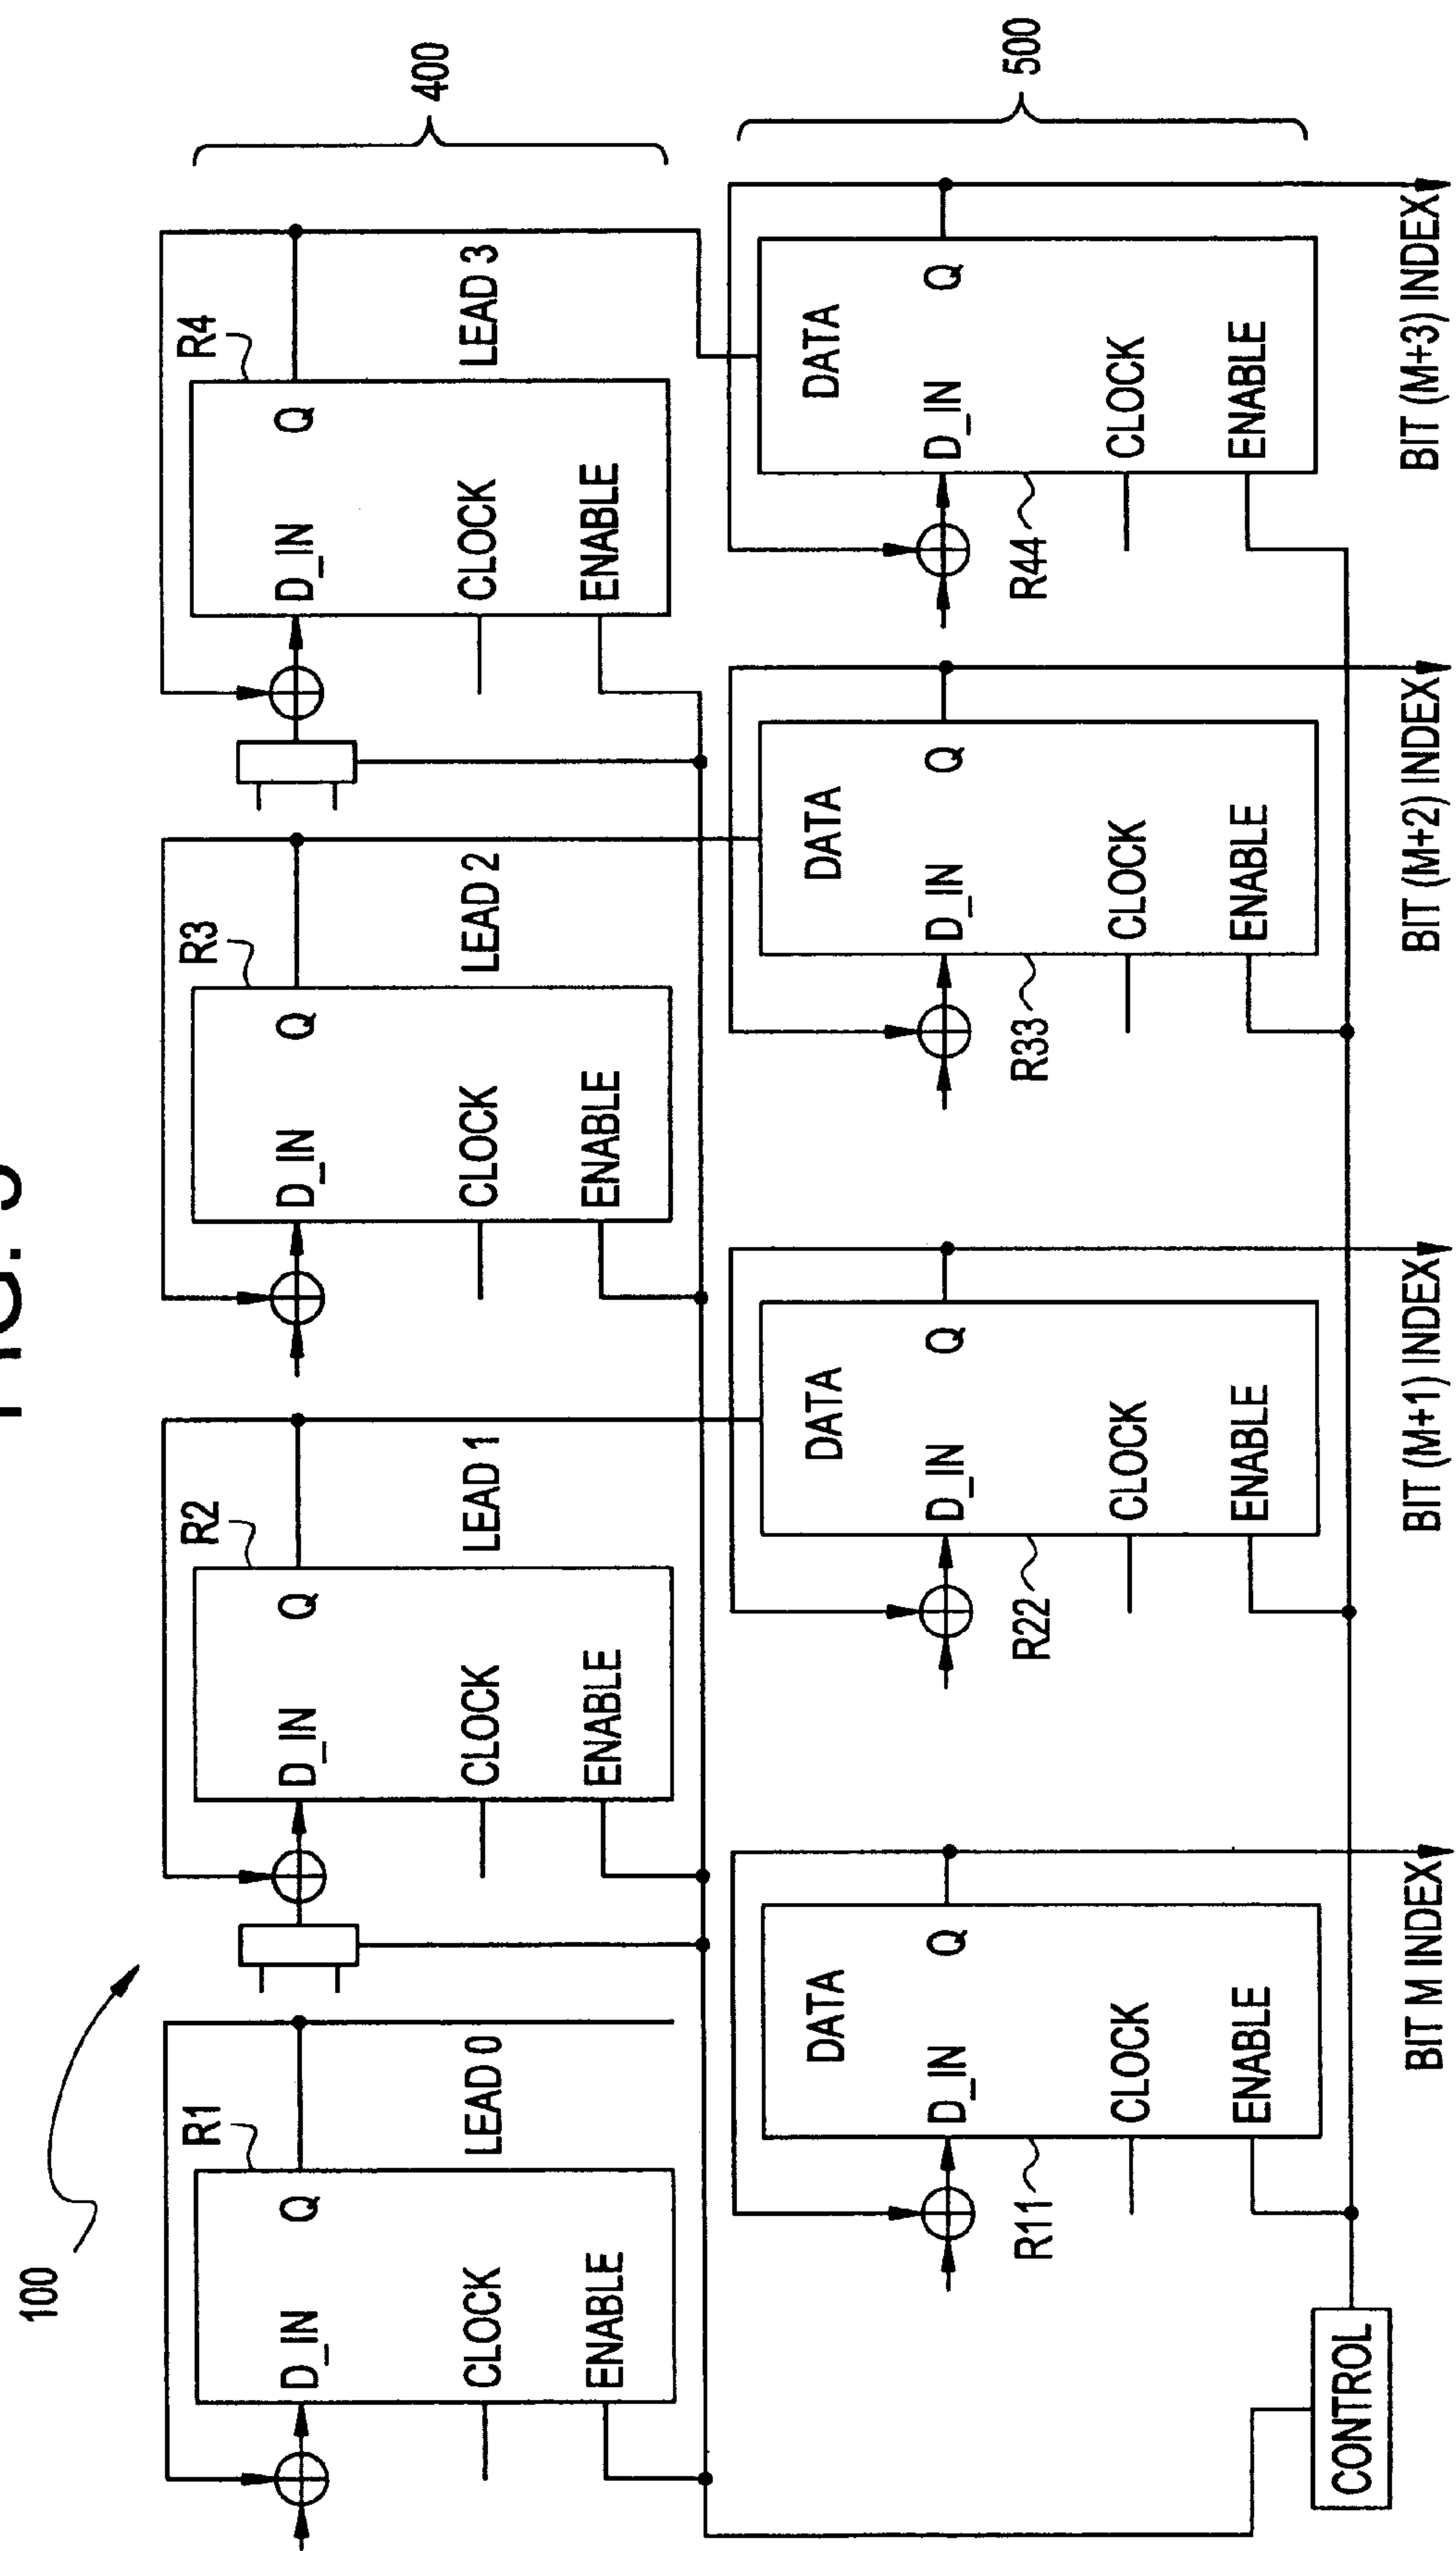 FIG.
100
R1 R2 R3 R4
D_IN Q D_IN Q D_IN Q D_IN Q
400
CLOCK LEAD 0 CLOCK LEAD 1 CLOCK LEAD 2 CLOCK LEAD 3
ENABLE ENABLE ENABLE ENABLE
DATA DATA DATA DATA
D_IN Q D_IN Q D_IN Q D_IN Q
R11 R22 R33 R44
500
CLOCK CLOCK CLOCK CLOCK
ENABLE ENABLE ENABLE ENABLE
CONTROL
BIT M INDEX BIT (M+1) INDEX BIT (M+2) INDEX BIT (M+3) INDEX